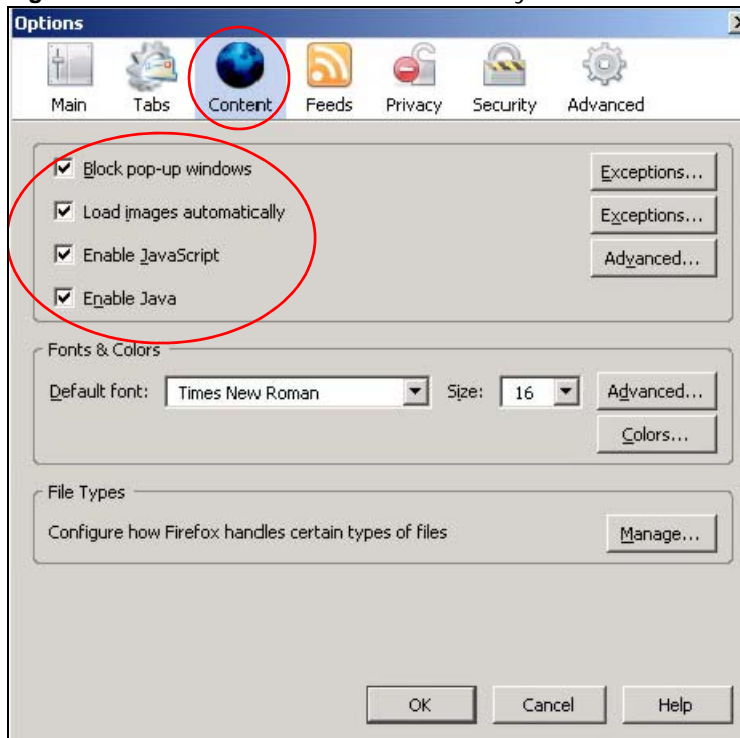 Options
Main Tabs Content Feeds Privacy Security Advanced
Block pop-up windows Exceptions...
Load images automatically Exceptions...
Enable JavaScript Advanced...
Enable Java
Fonts & Colors
Default font: Times New Roman Size: 16 Advanced...
Colors...
File Types
Configure how Firefox handles certain types of files Manage...
OK Cancel Help